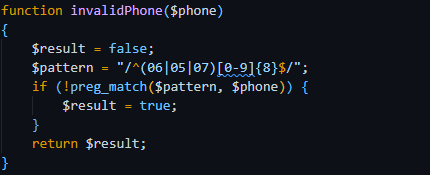 function invalidPhone($phone)
{
    $result = false;
    $pattern = "/^(06|05|07)[0-9]{8}$/";
    if (!preg_match($pattern, $phone)) {
        $result = true;
    }
    return $result;
}